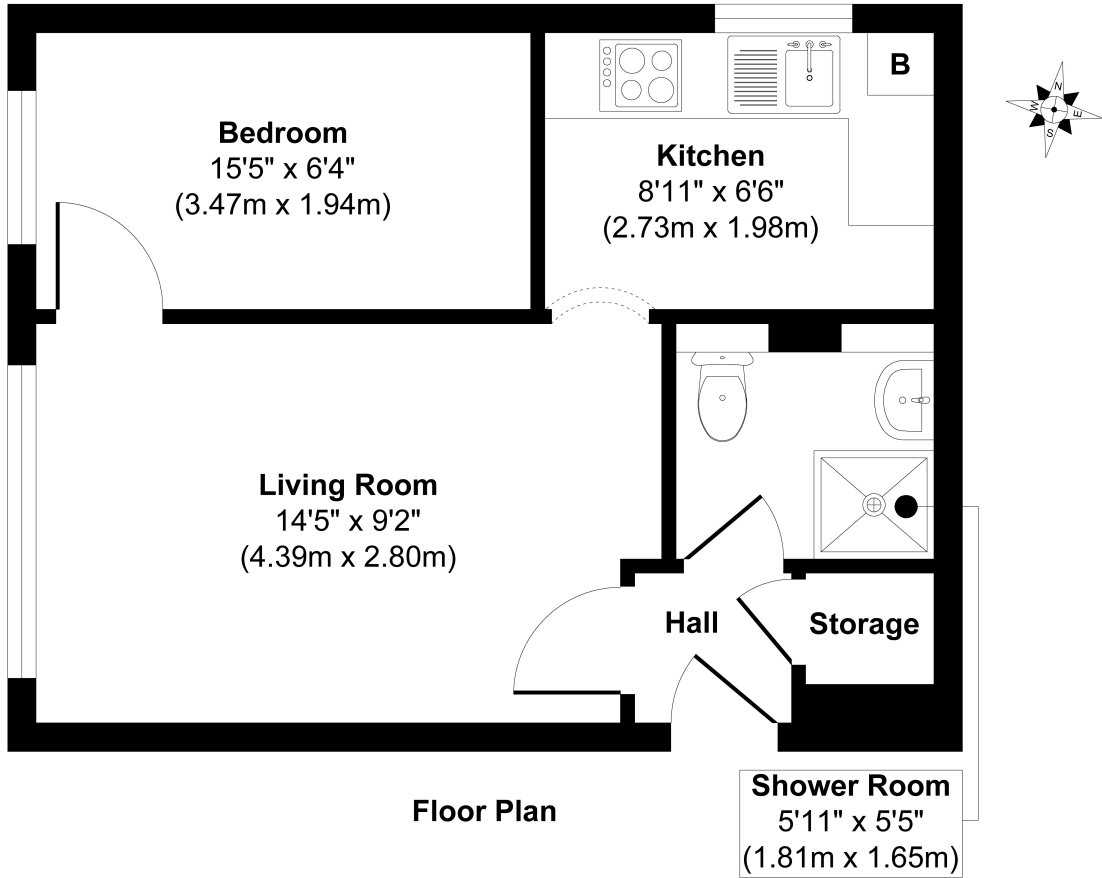 B
N
W
E
S
Bedroom
15'5" x 6'4"
(3.47m x 1.94m)
Kitchen
8'11" x 6'6"
(2.73m x 1.98m)
Living Room
14'5" x 9'2"
(4.39m x 2.80m)
Hall
Storage
Shower Room
5'11" x 5'5"
(1.81m x 1.65m)
Floor Plan